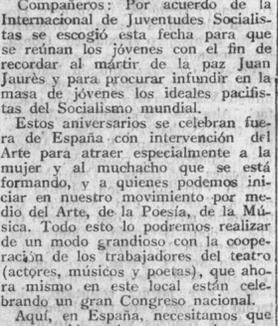 Compañeros: Por acuerdo de la
Internacional de Juventudes Socialis-
tas se escogió esta fecha para que
se reúnan los jóvenes con el fin de
recordar al mártir de la paz Juan
Jaurès y para procurar infundir en la
masa de jóvenes los ideales pacifis-
tas del Socialismo mundial.
Estos aniversarios se celebran fue-
ra de España con intervención del
Arte para atraer especialmente a la
mujer y al muchacho que se está
formando, y a quienes podemos ini-
ciar en nuestro movimiento por me-
dio del Arte, de la Poesía, de la Mú-
sica. Todo esto lo podremos realizar
de un modo grandioso con la coope-
ración de los trabajadores del teatro
(actores, músicos y poetas), que aho-
ra mismo en este local están cele-
brando un gran Congreso nacional.
Aquí, en España, necesitamos que